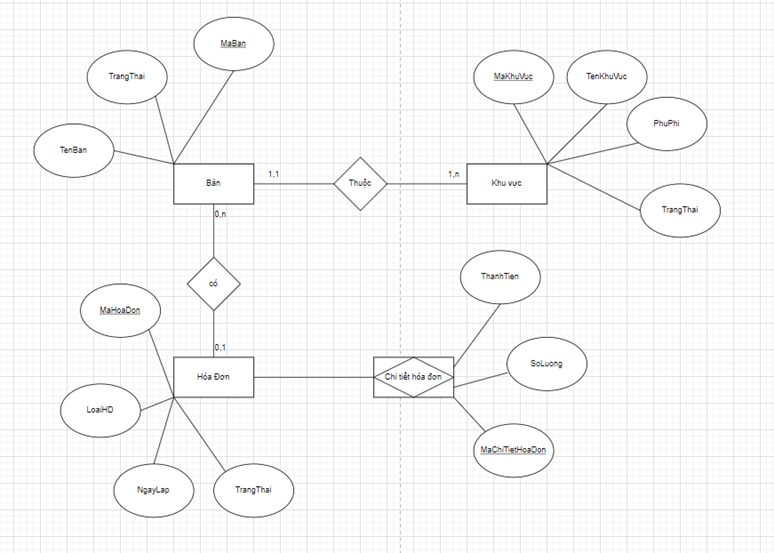 MaBan
TrangThai
TenBan
MaKhuVuc
TenKhuVuc
PhuPhi
TrangThai
Bàn
1,1
Thuộc
1,n
Khu vực
0,n
có
0,1
MaHoaDon
LoaiHD
NgayLap
TrangThai
Hóa Đơn
Chi tiết hóa đơn
ThanhTien
SoLuong
MaChiTietHoaDon